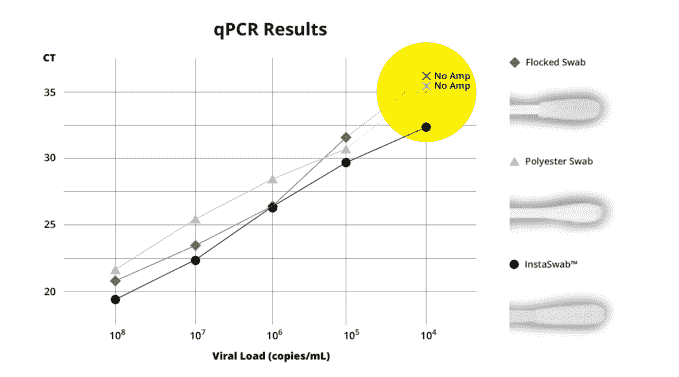 qPCR Results
CT
35
30
25
20
No Amp
No Amp
10⁸
10⁷
10⁶
10⁵
10⁴
Viral Load (copies/mL)
Flocked Swab
Polyester Swab
InstaSwab™